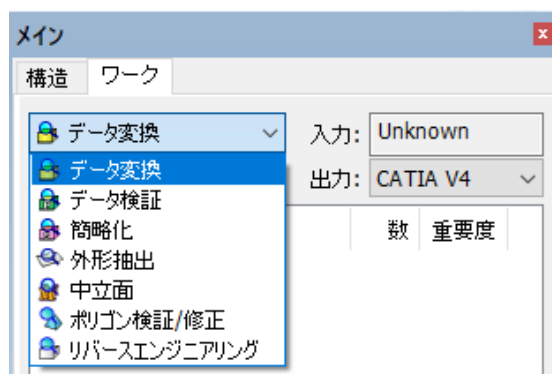 メイン
構造 ワーク
データ変換 入力: Unknown
データ変換 出力: CATIA V4
データ検証
簡略化 数 重要度
外形抽出
中立面
ポリゴン検証/修正
リバースエンジニアリング